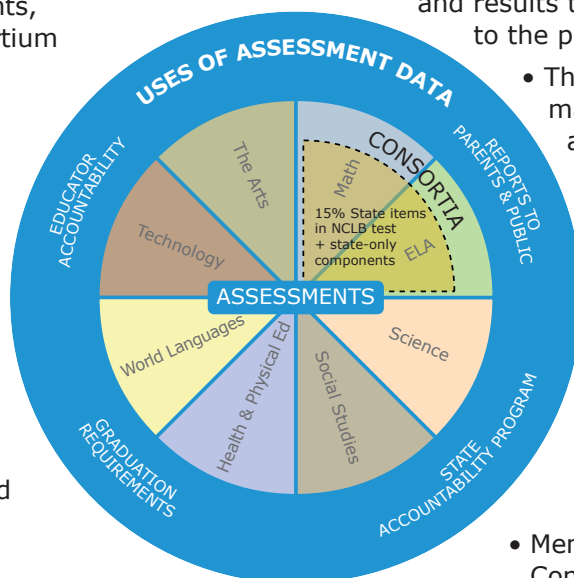 nts,
rtium
and results t
to the p
• Th
ma
a
USES OF ASSESSMENT DATA
EDUCATOR
ACCOUNTABILITY
REPORTS TO
PARENTS & PUBLIC
CONSORTIA
The Arts
Math
15% State items
in NCLB test
+ state-only
components
ELA
Technology
ASSESSMENTS
World Languages
Science
Health & Physical Ed
Social Studies
GRADUATION
REQUIREMENTS
STATE
ACCOUNTABILITY PROGRAM
d
• Mer
Con